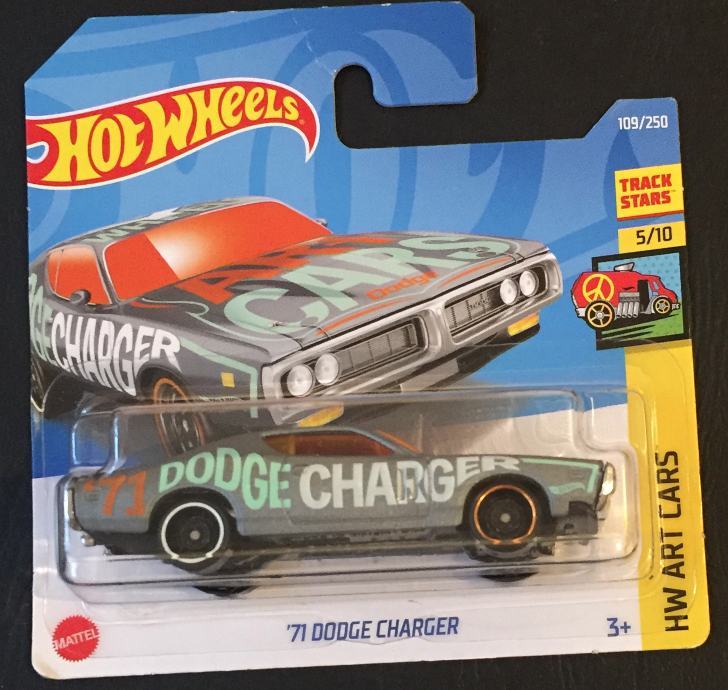 HOT WHEELS
109/250
TRACK
STARS
5/10
ART
CARS
Dodge
CHARGER
'71 DODGE CHARGER
HW ART CARS
MATTEL
'71 DODGE CHARGER
3+